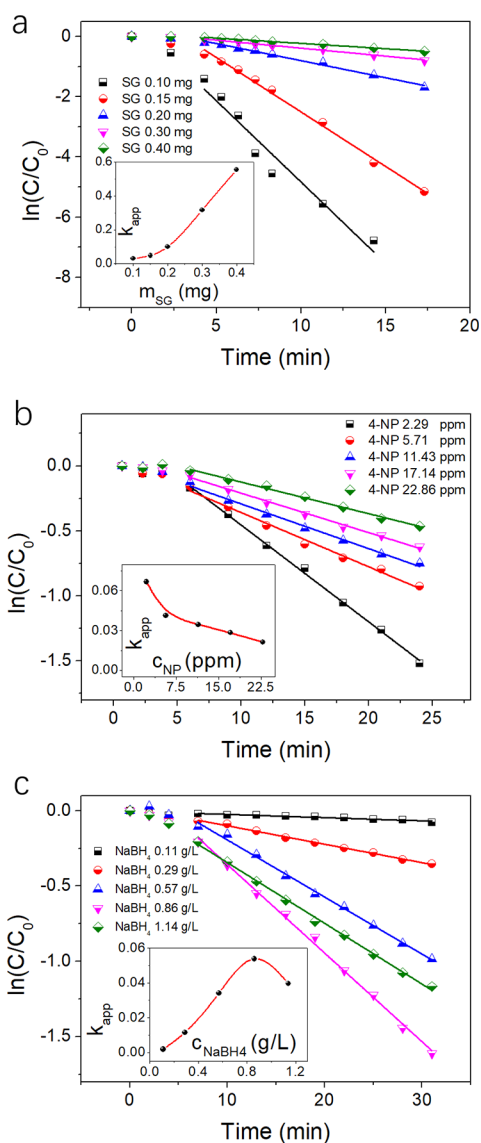 a
0
-2
-4
-6
-8
ln(C/C₀)
SG 0.10 mg
SG 0.15 mg
SG 0.20 mg
SG 0.30 mg
SG 0.40 mg
0.6
0.4
0.2
0.0
k_app
0.1 0.2 0.3 0.4
m_SG (mg)
0 5 10 15 20
Time (min)
b
0.0
-0.5
-1.0
-1.5
ln(C/C₀)
4-NP 2.29 ppm
4-NP 5.71 ppm
4-NP 11.43 ppm
4-NP 17.14 ppm
4-NP 22.86 ppm
0.06
0.03
0.00
k_app
c_NP (ppm)
0.0 7.5 15.0 22.5
0 5 10 15 20 25
Time (min)
c
0.0
-0.5
-1.0
-1.5
ln(C/C₀)
NaBH₄ 0.11 g/L
NaBH₄ 0.29 g/L
NaBH₄ 0.57 g/L
NaBH₄ 0.86 g/L
NaBH₄ 1.14 g/L
0.06
0.04
0.02
0.00
k_app
c_NaBH4 (g/L)
0.0 0.4 0.8 1.2
0 10 20 30
Time (min)